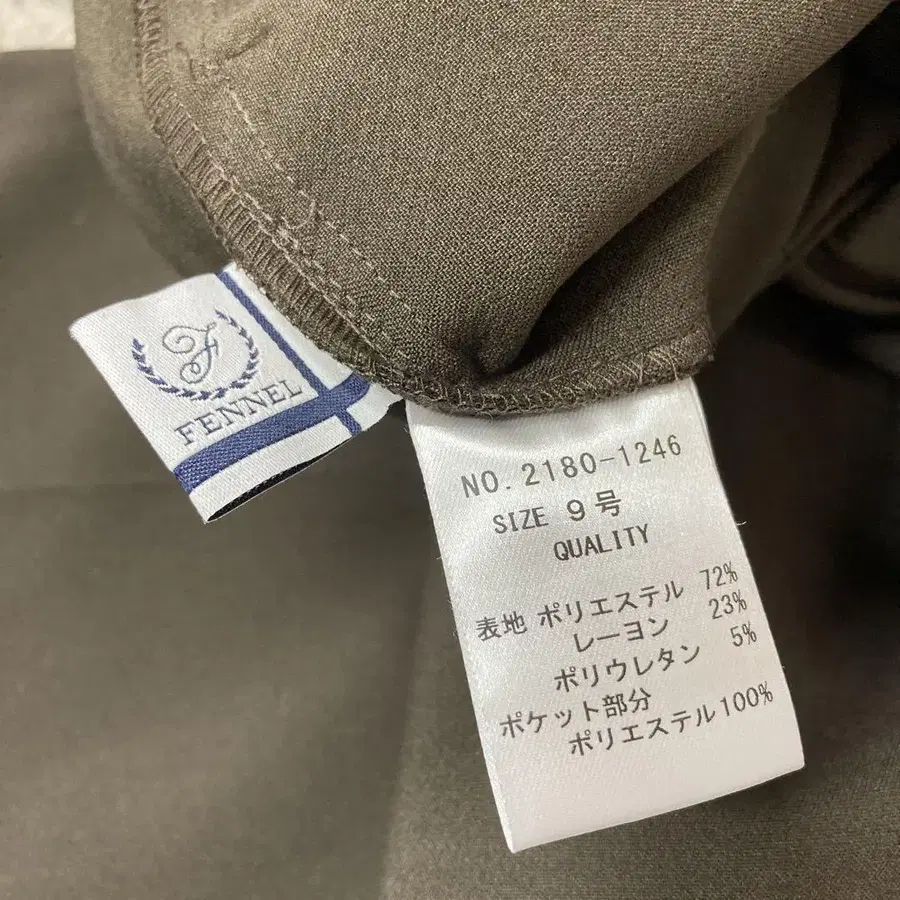 F
FENNEL
NO. 2180-1246
SIZE 9号
QUALITY
表地 ポリエステル 72%
レーヨン 23%
ポリウレタン 5%
ポケット部分
ポリエステル100%